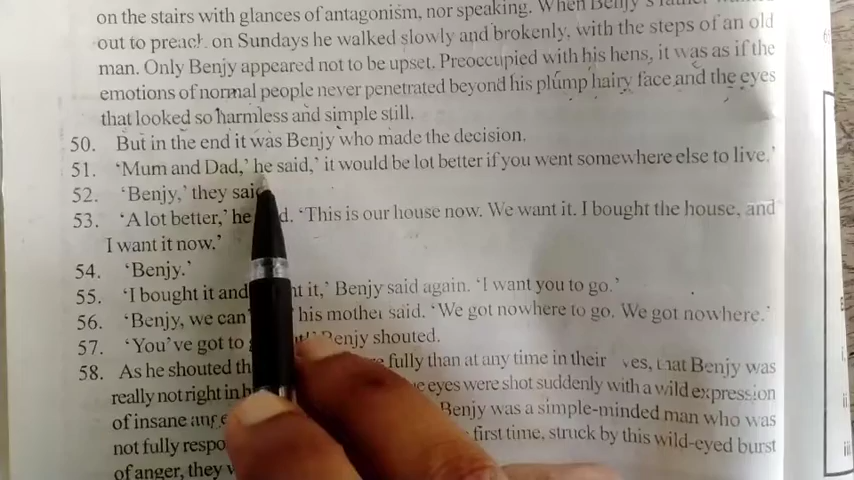 on the stairs with glances of antagonism, nor speaking. When Benjy's father
out to preach on Sundays he walked slowly and brokenly, with the steps of an old
man. Only Benjy appeared not to be upset. Preoccupied with his hens, it was as if the
emotions of normal people never penetrated beyond his plump hairy face and the eyes
that looked so harmless and simple still.
50. But in the end it was Benjy who made the decision.
51. 'Mum and Dad,' he said,' it would be lot better if you went somewhere else to live.'
52. 'Benjy,' they said
53. 'A lot better,' he 'This is our house now. We want it. I bought the house, and
I want it now.'
54. 'Benjy.'
55. 'I bought it and it,' Benjy said again. 'I want you to go.'
56. 'Benjy, we can' his mother said. 'We got nowhere to go. We got nowhere.'
57. 'You've got to Benjy shouted.
58. As he shouted fully than at any time in their that Benjy was
really not right in eyes were shot suddenly with a wild expression
of insane Benjy was a simple-minded man who was
not fully first time, struck by this wild-eyed burst
of anger, they